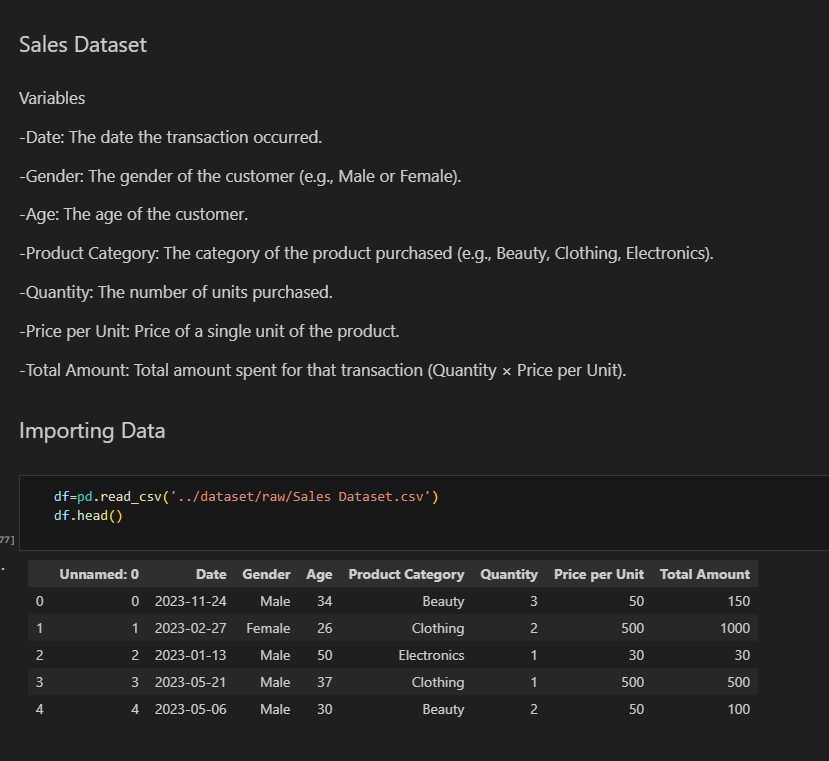 Sales Dataset
Variables
-Date: The date the transaction occurred.
-Gender: The gender of the customer (e.g., Male or Female).
-Age: The age of the customer.
-Product Category: The category of the product purchased (e.g., Beauty, Clothing, Electronics).
-Quantity: The number of units purchased.
-Price per Unit: Price of a single unit of the product.
-Total Amount: Total amount spent for that transaction (Quantity × Price per Unit).
Importing Data
df=pd.read_csv('../dataset/raw/Sales Dataset.csv')
df.head()
77]
Unnamed: 0 Date Gender Age Product Category Quantity Price per Unit Total Amount
0 0 2023-11-24 Male 34 Beauty 3 50 150
1 1 2023-02-27 Female 26 Clothing 2 500 1000
2 2 2023-01-13 Male 50 Electronics 1 30 30
3 3 2023-05-21 Male 37 Clothing 1 500 500
4 4 2023-05-06 Male 30 Beauty 2 50 100